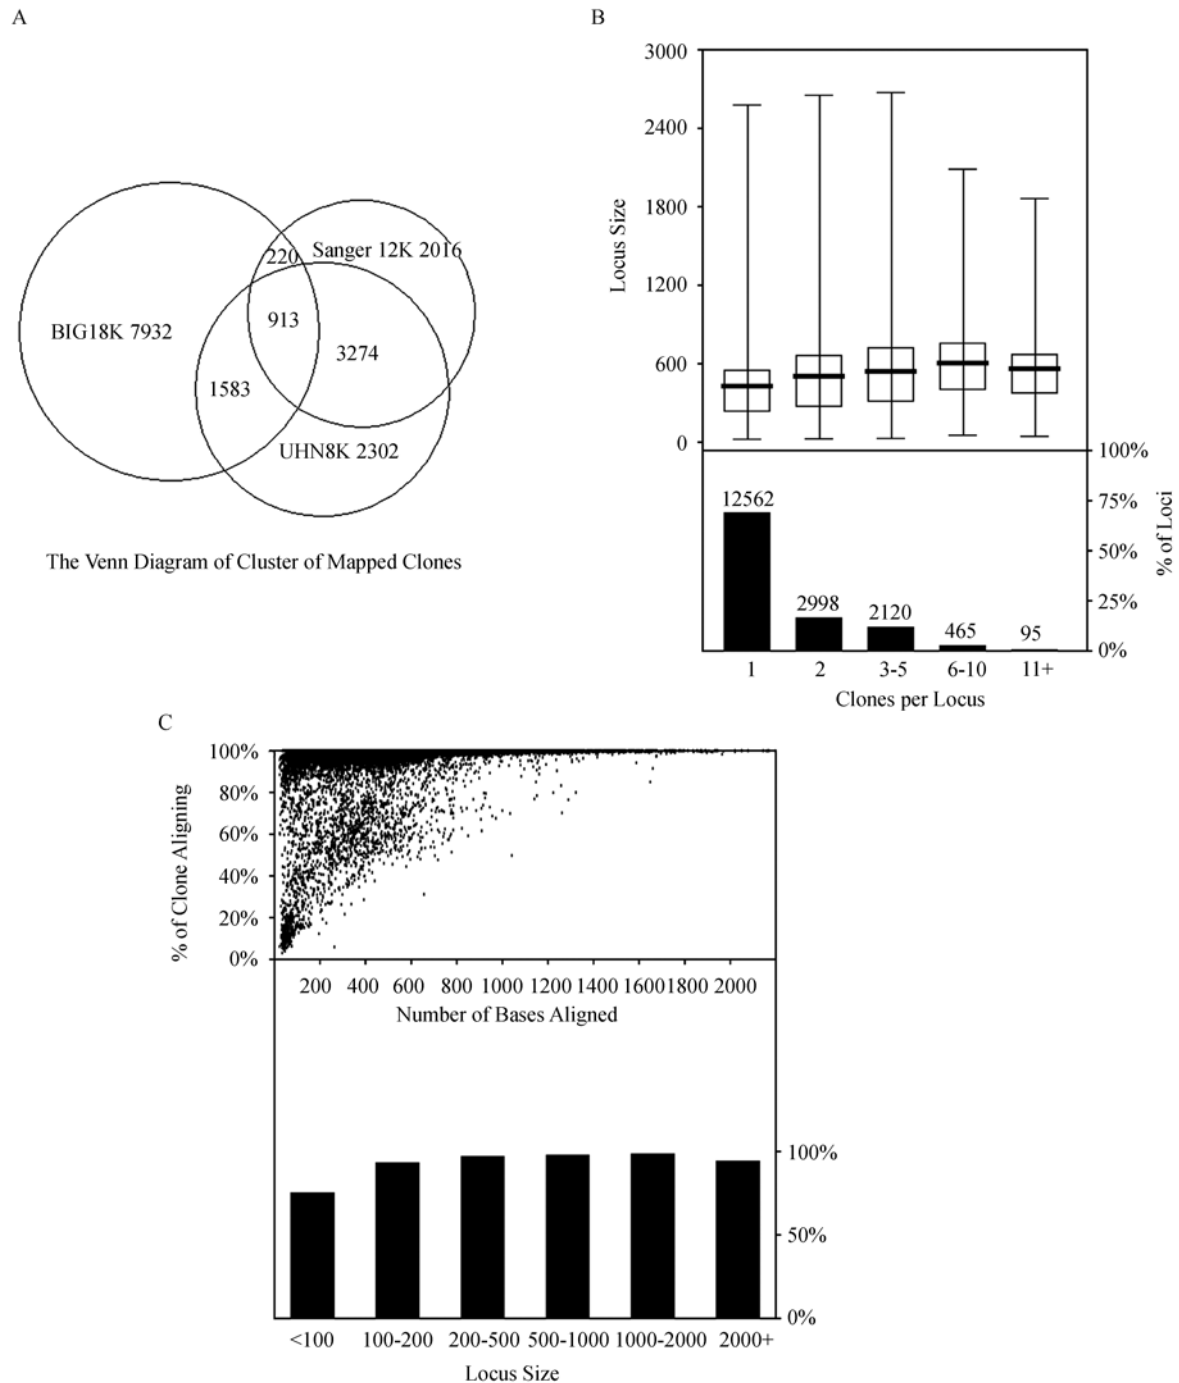 A
220
Sanger 12K 2016
913
BIG18K 7932
3274
1583
UHN8K 2302
The Venn Diagram of Cluster of Mapped Clones
B
3000
2400
1800
1200
600
0
Locus Size
100%
75%
50%
25%
0%
% of Loci
12562
2998
2120
465
95
1 2 3-5 6-10 11+
Clones per Locus
C
100%
80%
60%
40%
20%
0%
% of Clone Aligning
200 400 600 800 1000 1200 1400 1600 1800 2000
Number of Bases Aligned
100%
50%
0%
<100 100-200 200-500 500-1000 1000-2000 2000+
Locus Size